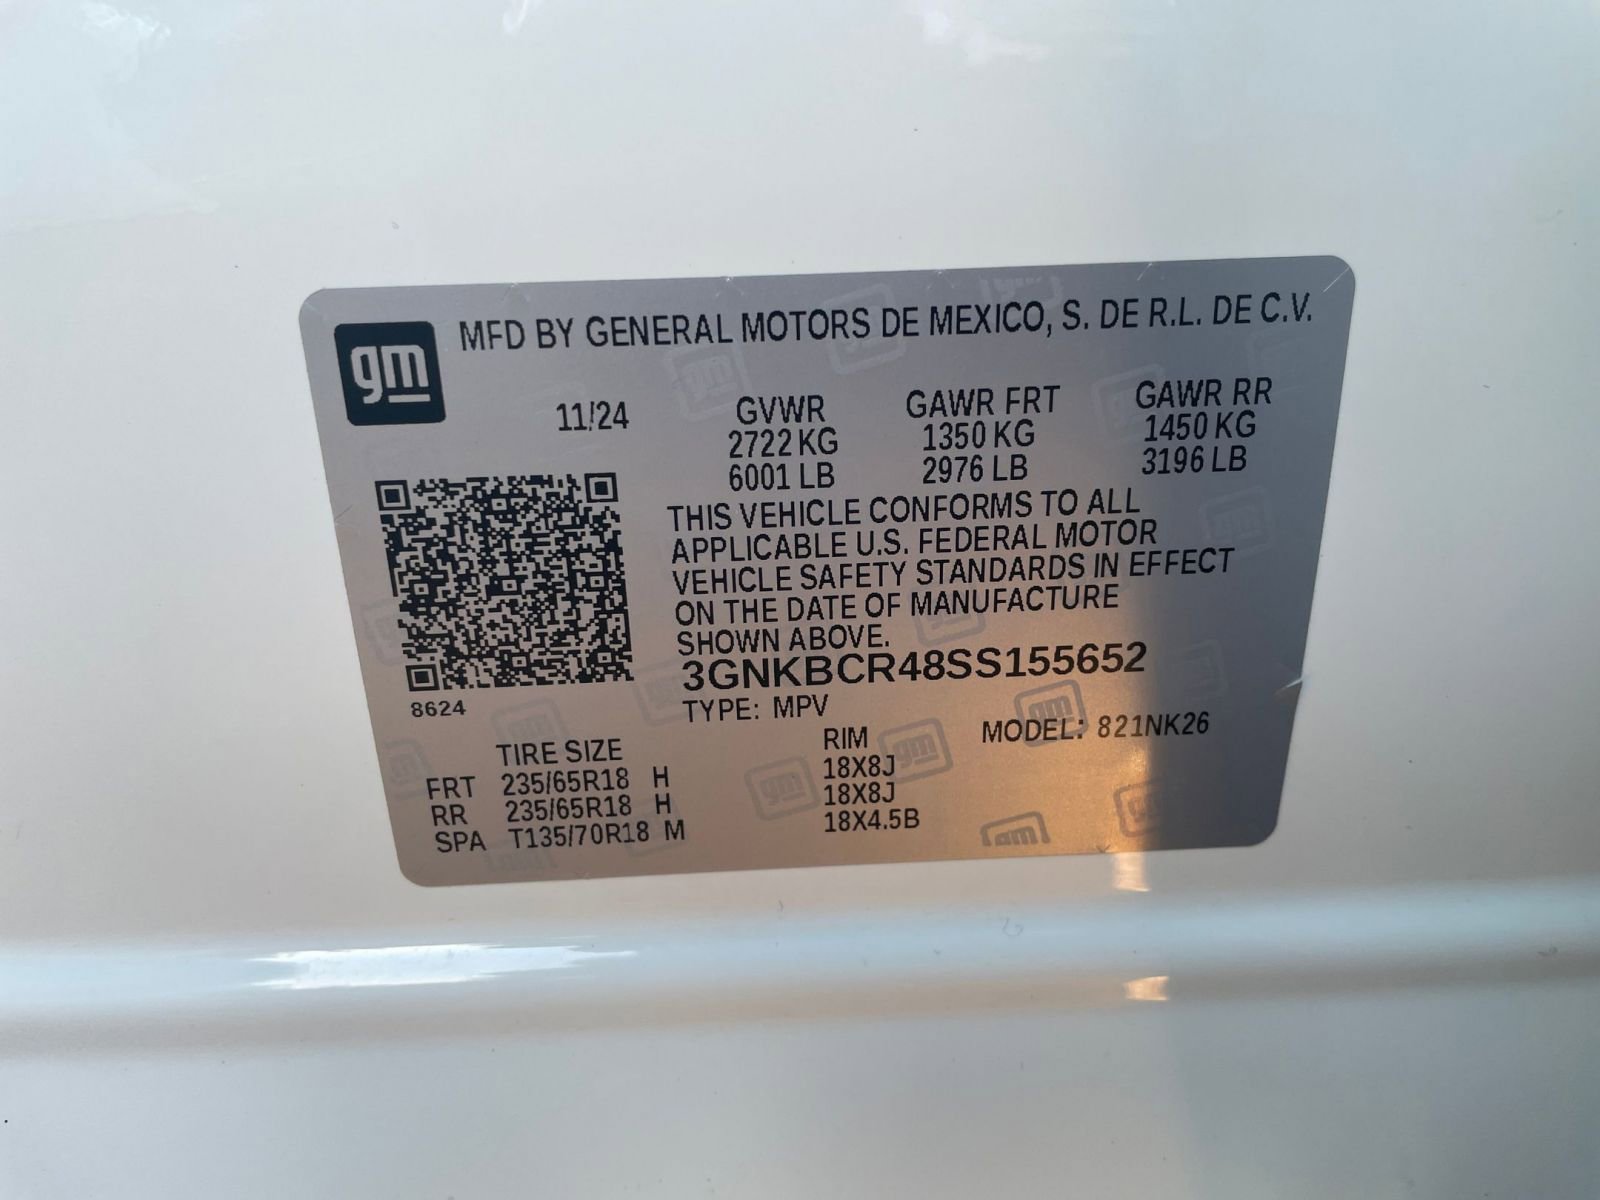 gm
MFD BY GENERAL MOTORS DE MEXICO, S. DE R.L. DE C.V.
11/24
GVWR GAWR FRT GAWR RR
2722 KG 1350 KG 1450 KG
6001 LB 2976 LB 3196 LB
THIS VEHICLE CONFORMS TO ALL
APPLICABLE U.S. FEDERAL MOTOR
VEHICLE SAFETY STANDARDS IN EFFECT
ON THE DATE OF MANUFACTURE
SHOWN ABOVE.
3GNKBCR48SS155652
8624
TYPE: MPV
MODEL: 821NK26
TIRE SIZE RIM
FRT 235/65R18 H 18X8J
RR 235/65R18 H 18X8J
SPA T135/70R18 M 18X4.5B